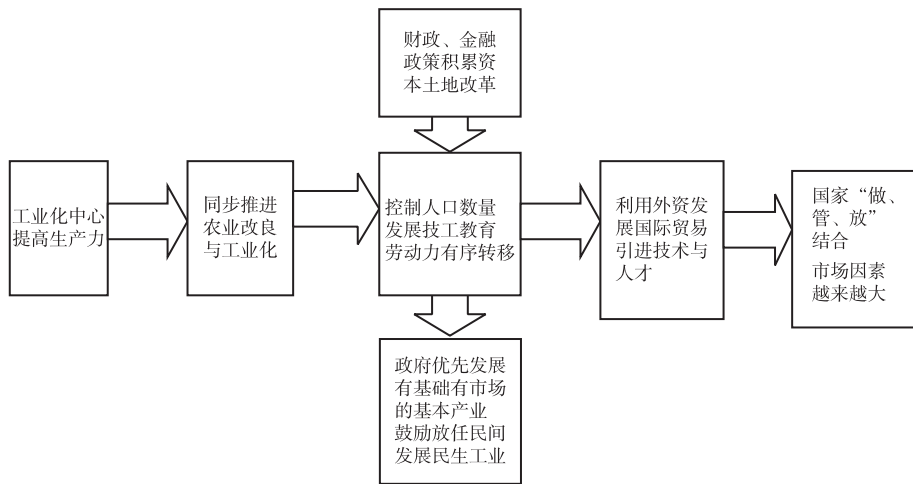 财政、金融
政策积累资
本土地改革
工业化中心
提高生产力
同步推进
农业改良
与工业化
控制人口数量
发展技工教育
劳动力有序转移
利用外资发
展国际贸易
引进技术与
人才
国家“做、
管、放”
结合
市场因素
越来越大
政府优先发展
有基础有市场
的基本产业
鼓励放任民间
发展民生工业